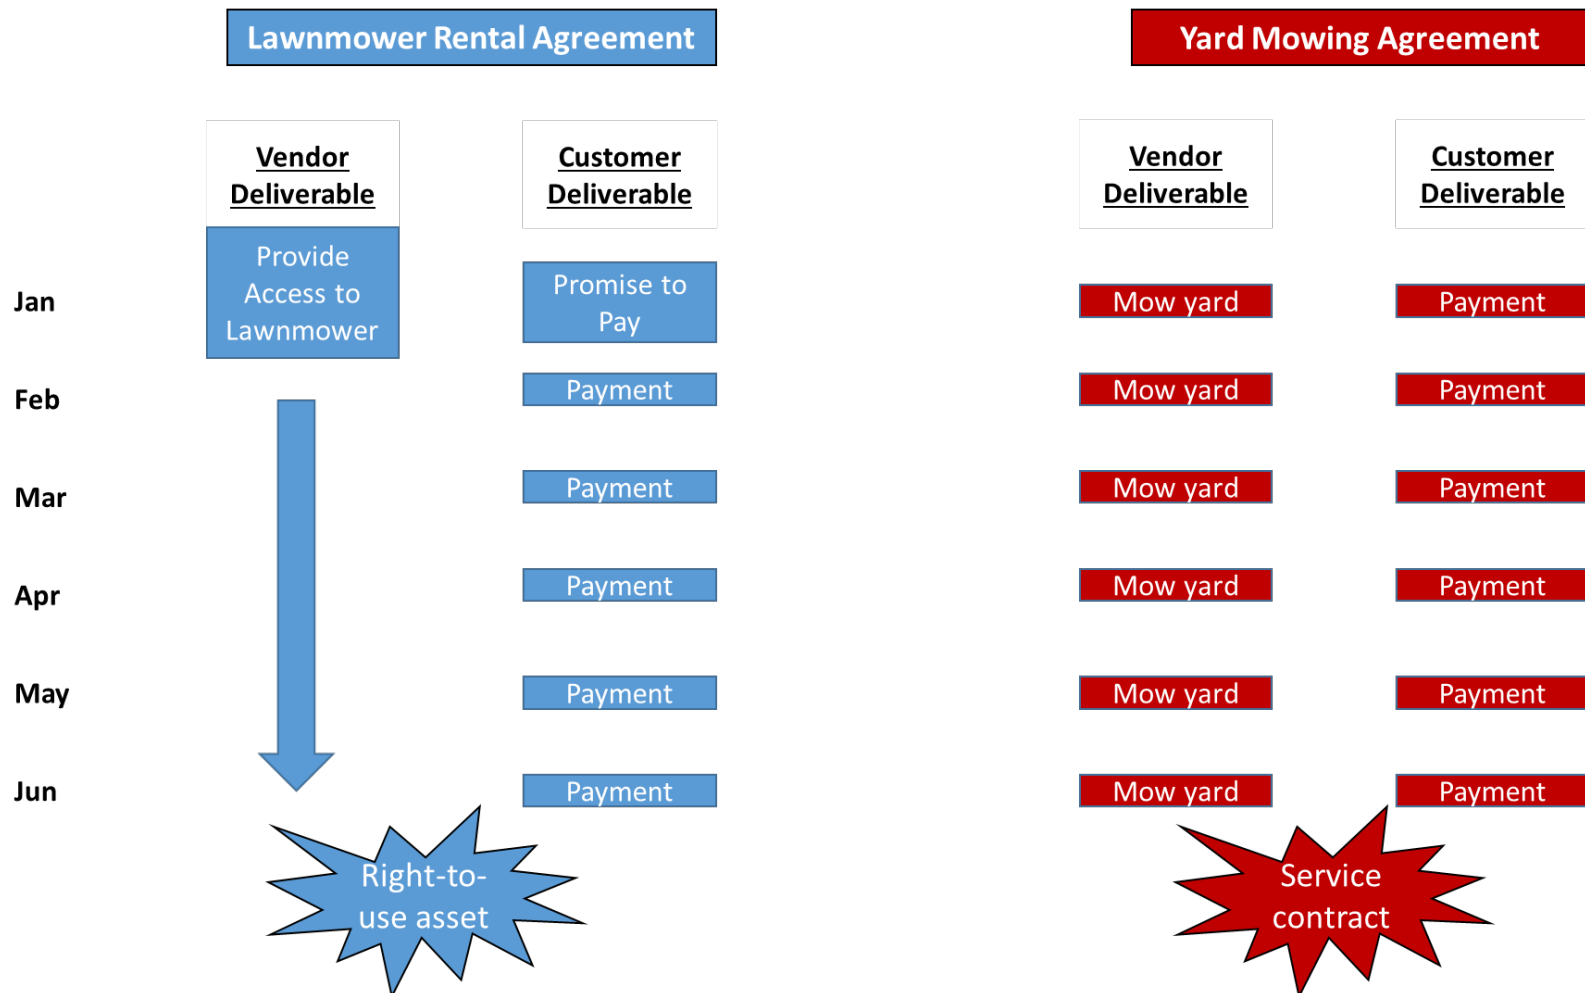 Lawnmower Rental Agreement
Yard Mowing Agreement
Vendor
Deliverable
Customer
Deliverable
Vendor
Deliverable
Customer
Deliverable
Jan
Provide
Access to
Lawnmower
Promise to
Pay
Mow yard
Payment
Feb
Payment
Mow yard
Payment
Mar
Payment
Mow yard
Payment
Apr
Payment
Mow yard
Payment
May
Payment
Mow yard
Payment
Jun
Payment
Mow yard
Payment
Right-to-
use asset
Service
contract